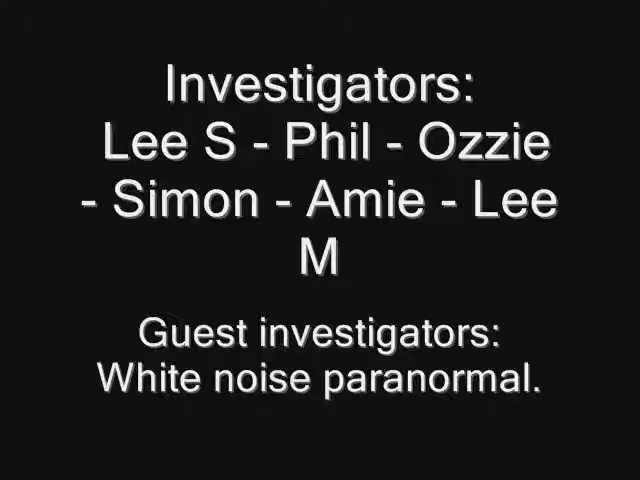 Investigators:
Lee S - Phil - Ozzie
- Simon - Amie - Lee
M
Guest investigators:
White noise paranormal.